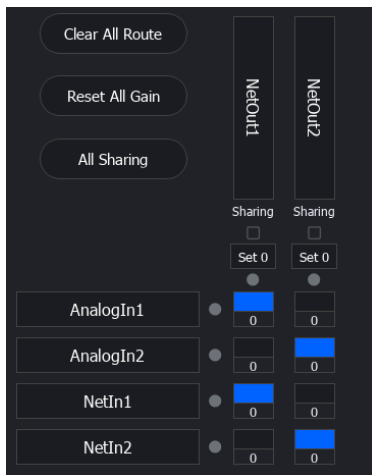 Clear All Route
Reset All Gain
All Sharing
NetOut1
NetOut2
Sharing Sharing
Set 0 Set 0
AnalogIn1
0 0
AnalogIn2
0 0
NetIn1
0 0
NetIn2
0 0